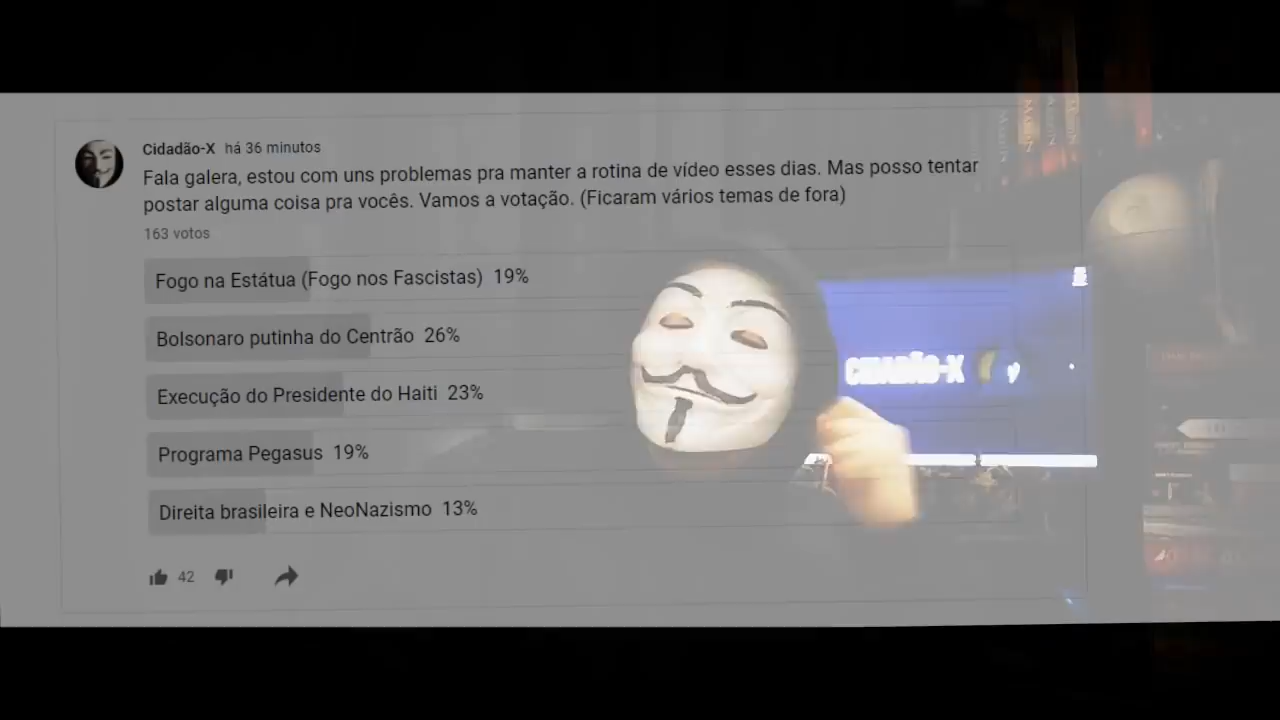 Cidadão-X há 36 minutos
Fala galera, estou com uns problemas pra manter a rotina de vídeo esses dias. Mas posso tentar
postar alguma coisa pra vocês. Vamos a votação. (Ficaram vários temas de fora)
163 votos
Fogo na Estátua (Fogo nos Fascistas) 19%
Bolsonaro putinha do Centrão 26%
Execução do Presidente do Haiti 23%
Programa Pegasus 19%
Direita brasileira e NeoNazismo 13%
42
CIDADÃO-X